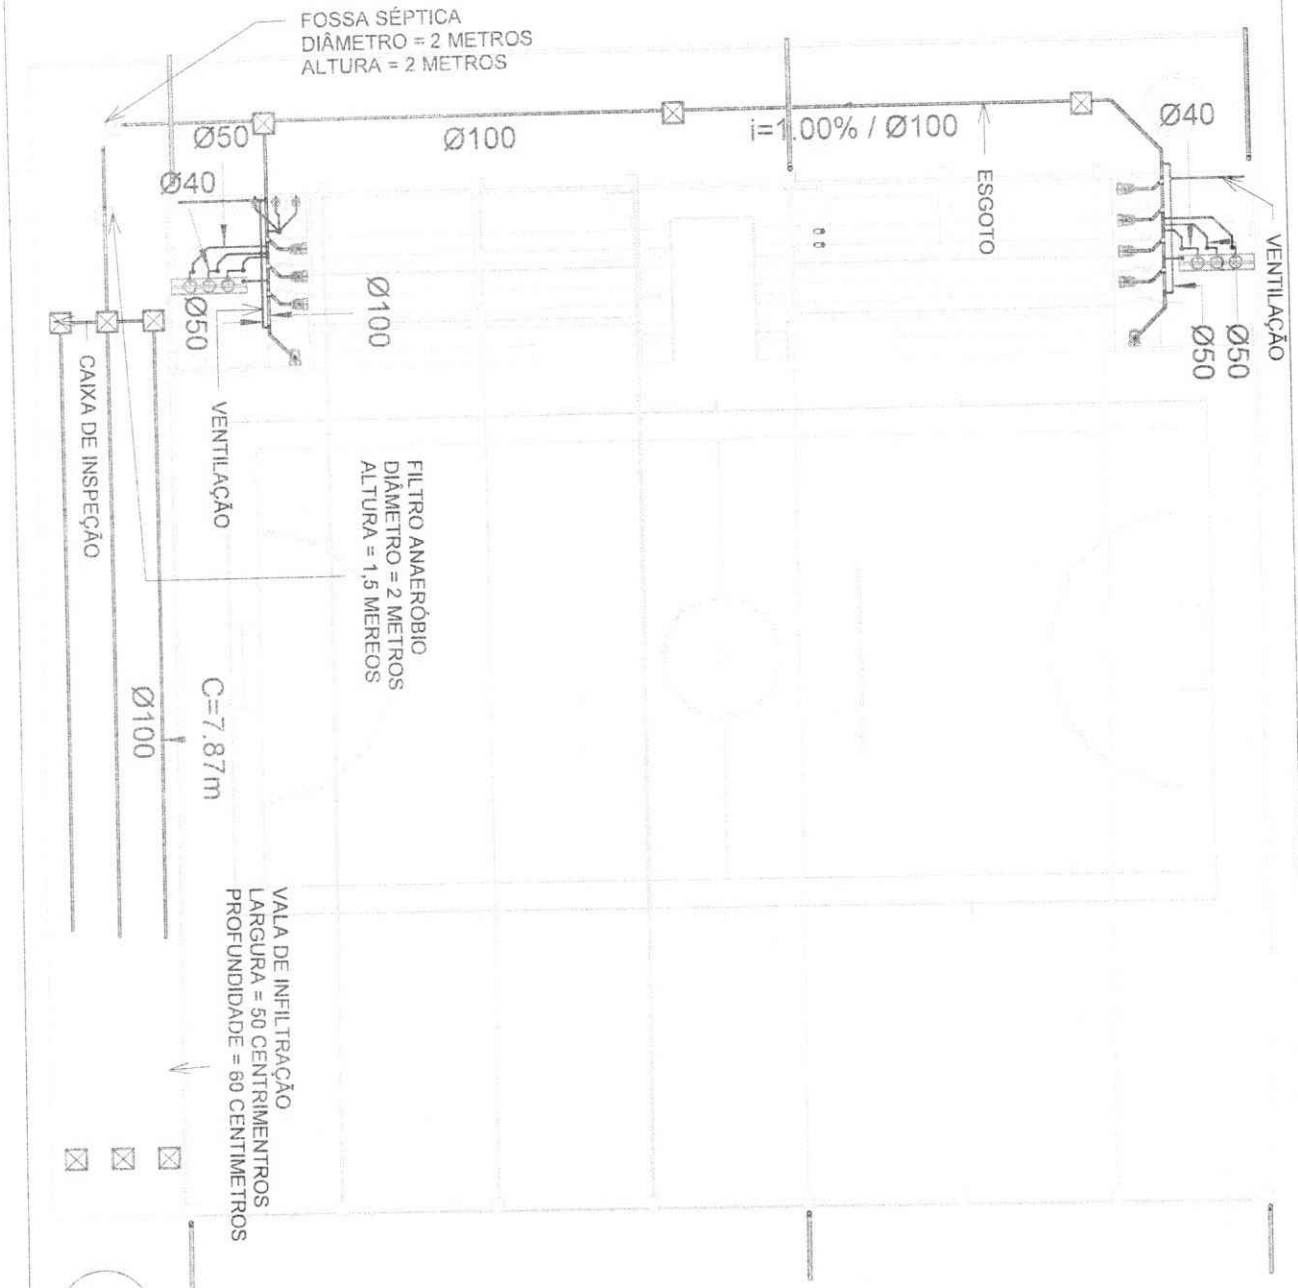 FOSSA SÉPTICA
DIÂMETRO = 2 METROS
ALTURA = 2 METROS
Ø50
Ø100
i=1.00% / Ø100
Ø40
Ø40
ESGOTO
VENTILAÇÃO
Ø50
Ø100
Ø50
Ø50
CAIXA DE INSPEÇÃO
VENTILAÇÃO
FILTRO ANAERÓBIO
DIÂMETRO = 2 METROS
ALTURA = 1,5 MEREOS
Ø100
C=7.87m
VALA DE INFILTRAÇÃO
LARGURA = 50 CENTRIMENTROS
PROFUNDIDADE = 60 CENTIMETROS